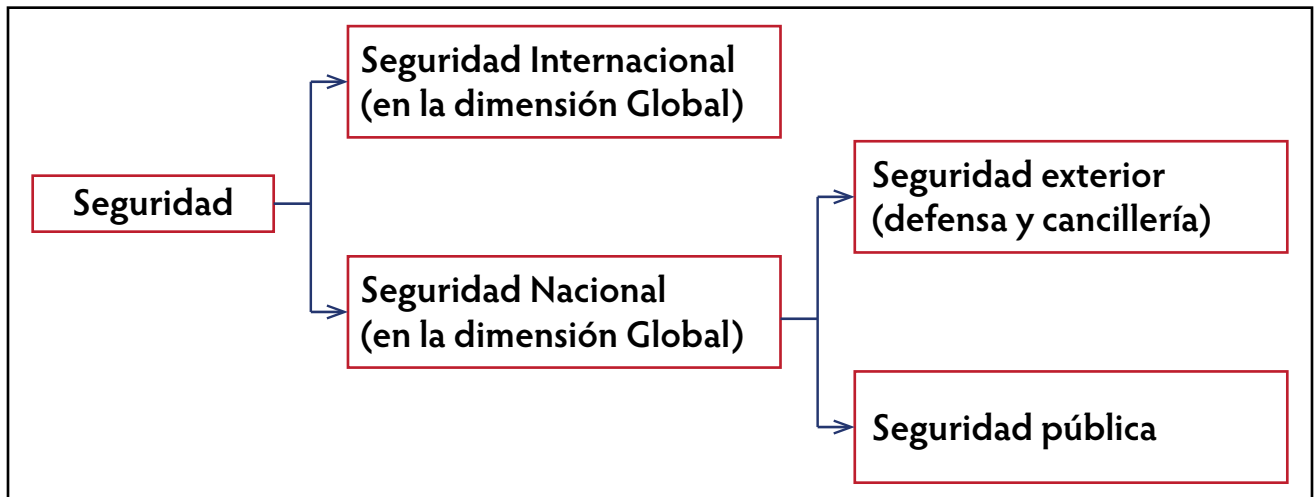 Seguridad
Seguridad Internacional
(en la dimensión Global)
Seguridad Nacional
(en la dimensión Global)
Seguridad exterior
(defensa y cancillería)
Seguridad pública